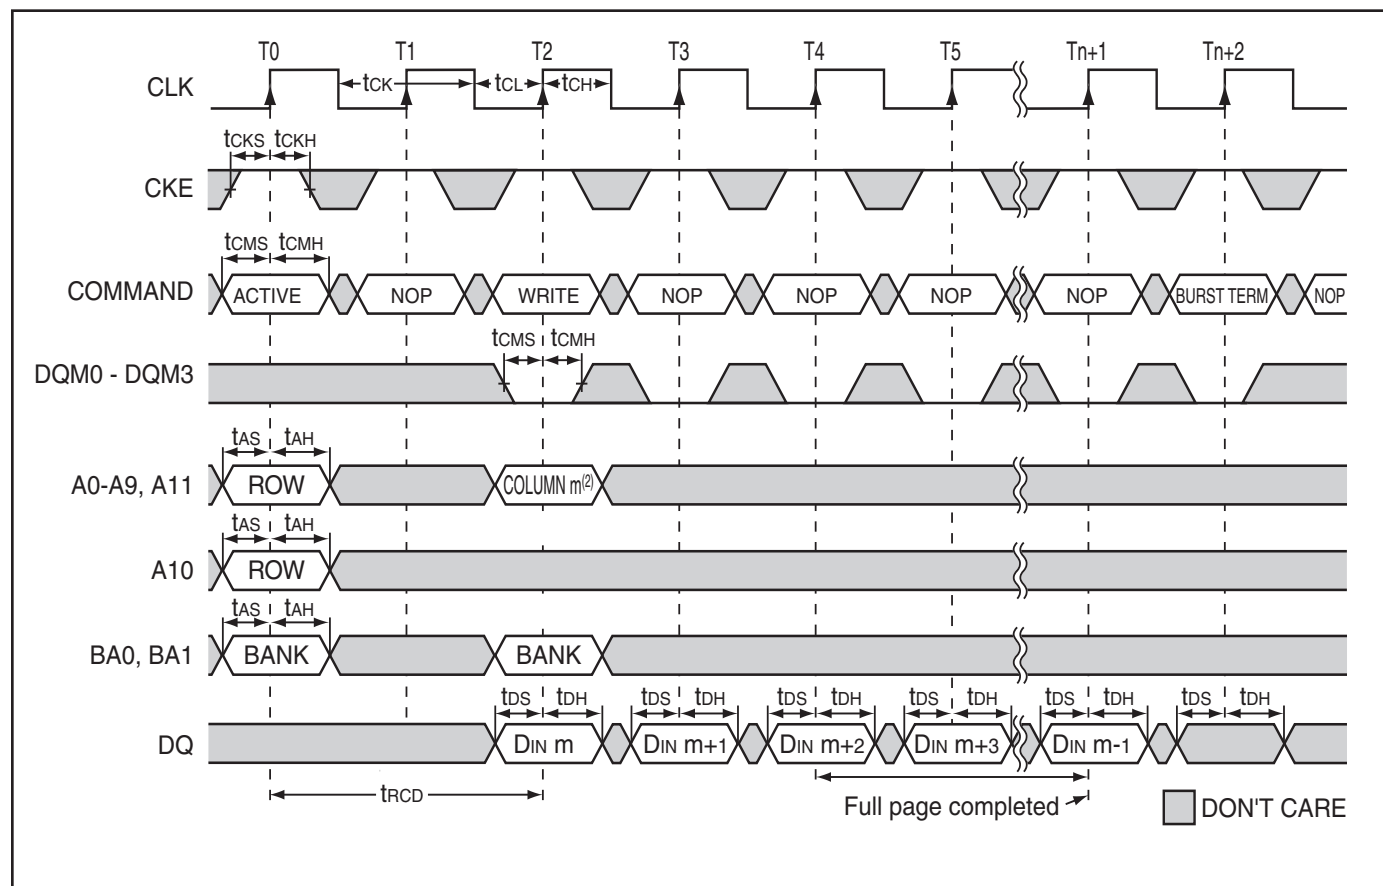 T0 T1 T2 T3 T4 T5 Tn+1 Tn+2
CLK tCK tCL tCH
tCKS tCKH
CKE
tCMS tCMH
COMMAND ACTIVE NOP WRITE NOP NOP NOP NOP BURST TERM NOP
tCMS tCMH
DQM0 - DQM3
tAS tAH
A0-A9, A11 ROW COLUMN m(2)
tAS tAH
A10 ROW
tAS tAH
BA0, BA1 BANK BANK
tDS tDH tDS tDH tDS tDH tDS tDH tDS tDH tDS tDH
DQ DIN m DIN m+1 DIN m+2 DIN m+3 DIN m-1
tRCD
Full page completed
DON'T CARE